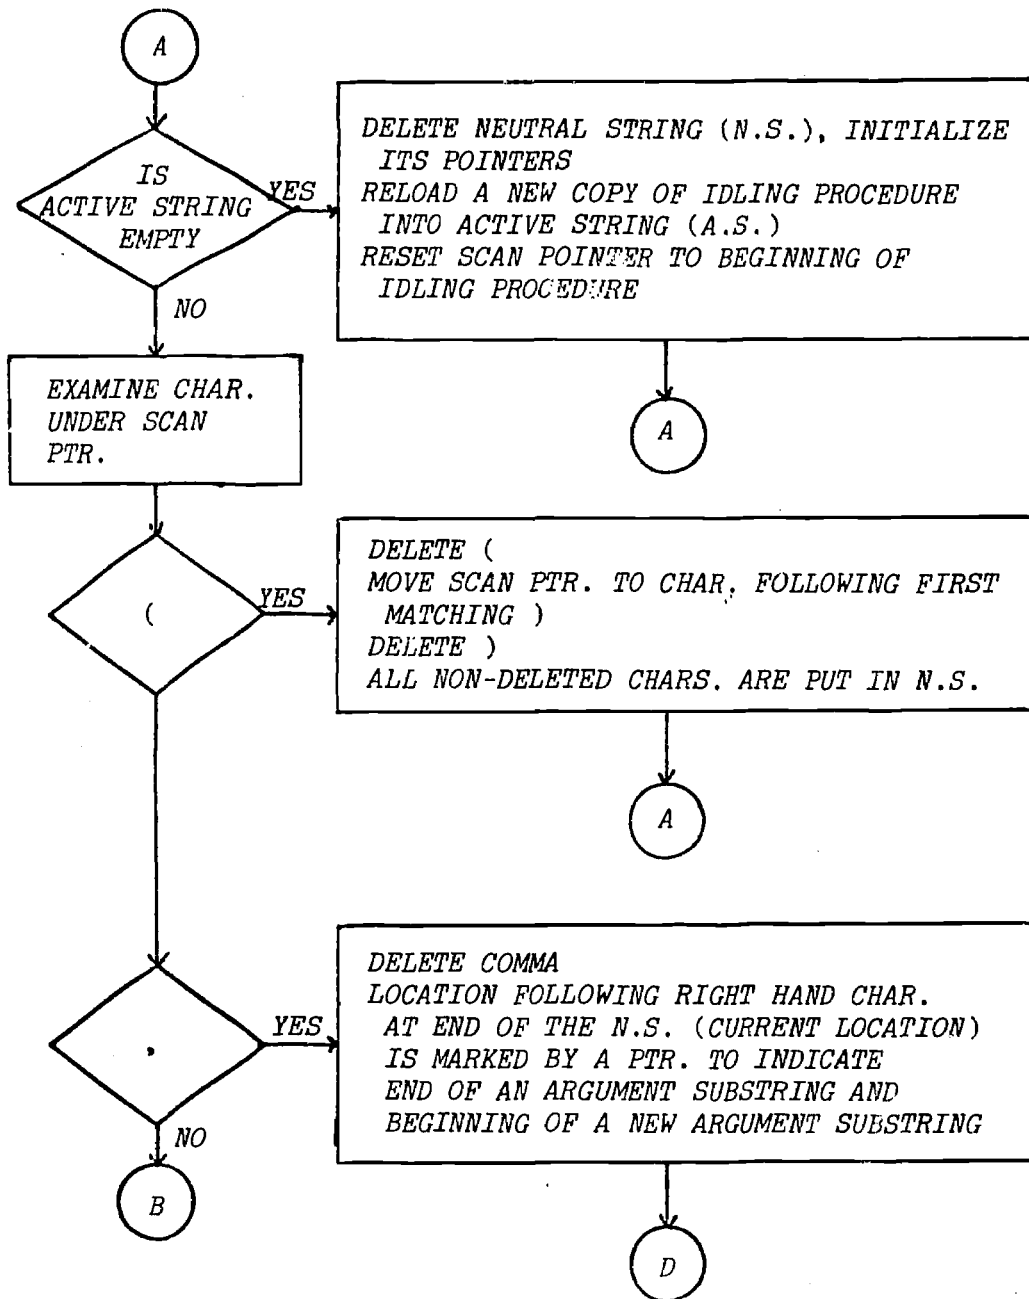 A
IS
ACTIVE STRING
EMPTY
YES
DELETE NEUTRAL STRING (N.S.), INITIALIZE
ITS POINTERS
RELOAD A NEW COPY OF IDLING PROCEDURE
INTO ACTIVE STRING (A.S.)
RESET SCAN POINTER TO BEGINNING OF
IDLING PROCEDURE
NO
A
EXAMINE CHAR.
UNDER SCAN
PTR.
(
YES
DELETE (
MOVE SCAN PTR. TO CHAR. FOLLOWING FIRST
MATCHING )
DELETE )
ALL NON-DELETED CHARS. ARE PUT IN N.S.
A
,
YES
DELETE COMMA
LOCATION FOLLOWING RIGHT HAND CHAR.
AT END OF THE N.S. (CURRENT LOCATION)
IS MARKED BY A PTR. TO INDICATE
END OF AN ARGUMENT SUBSTRING AND
BEGINNING OF A NEW ARGUMENT SUBSTRING
NO
B
D